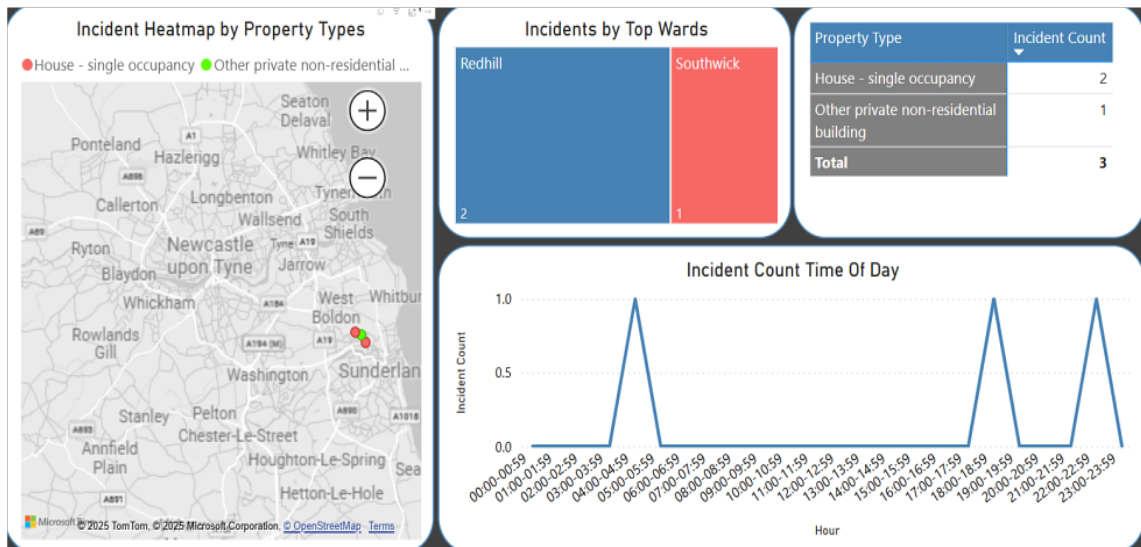 Incident Heatmap by Property Types
House - single occupancy
Other private non-residential ...
Seaton
Delaval
Ponteland
A1
Hazlerigg
Whitley Bay
A696
Callerton
Longbenton
Wallsend
South
Shields
A69
Ryton
Newcastle
upon Tyne
Tyne
A19
Jarrow
Blaydon
Whickham
A184
West
Boldon
Whitbur
Rowlands
Gill
A194 (M)
A19
Washington
Sunderlan
Stanley
Pelton
A690
A1018
A693
Chester-Le-Street
Annfield
Plain
Houghton-Le-Spring
Sea
A691
Hetton-Le-Hole
© 2025 TomTom, © 2025 Microsoft Corporation, © OpenStreetMap Terms
Incidents by Top Wards
Redhill
2
Southwick
1
Property Type Incident Count
House - single occupancy 2
Other private non-residential
building 1
Total 3
Incident Count Time Of Day
Incident Count
1.0
0.5
0.0
00:00-00:59
01:00-01:59
02:00-02:59
03:00-03:59
04:00-04:59
05:00-05:59
06:00-06:59
07:00-07:59
08:00-08:59
09:00-09:59
10:00-10:59
11:00-11:59
12:00-12:59
13:00-13:59
14:00-14:59
15:00-15:59
16:00-16:59
17:00-17:59
18:00-18:59
19:00-19:59
20:00-20:59
21:00-21:59
22:00-22:59
23:00-23:59
Hour